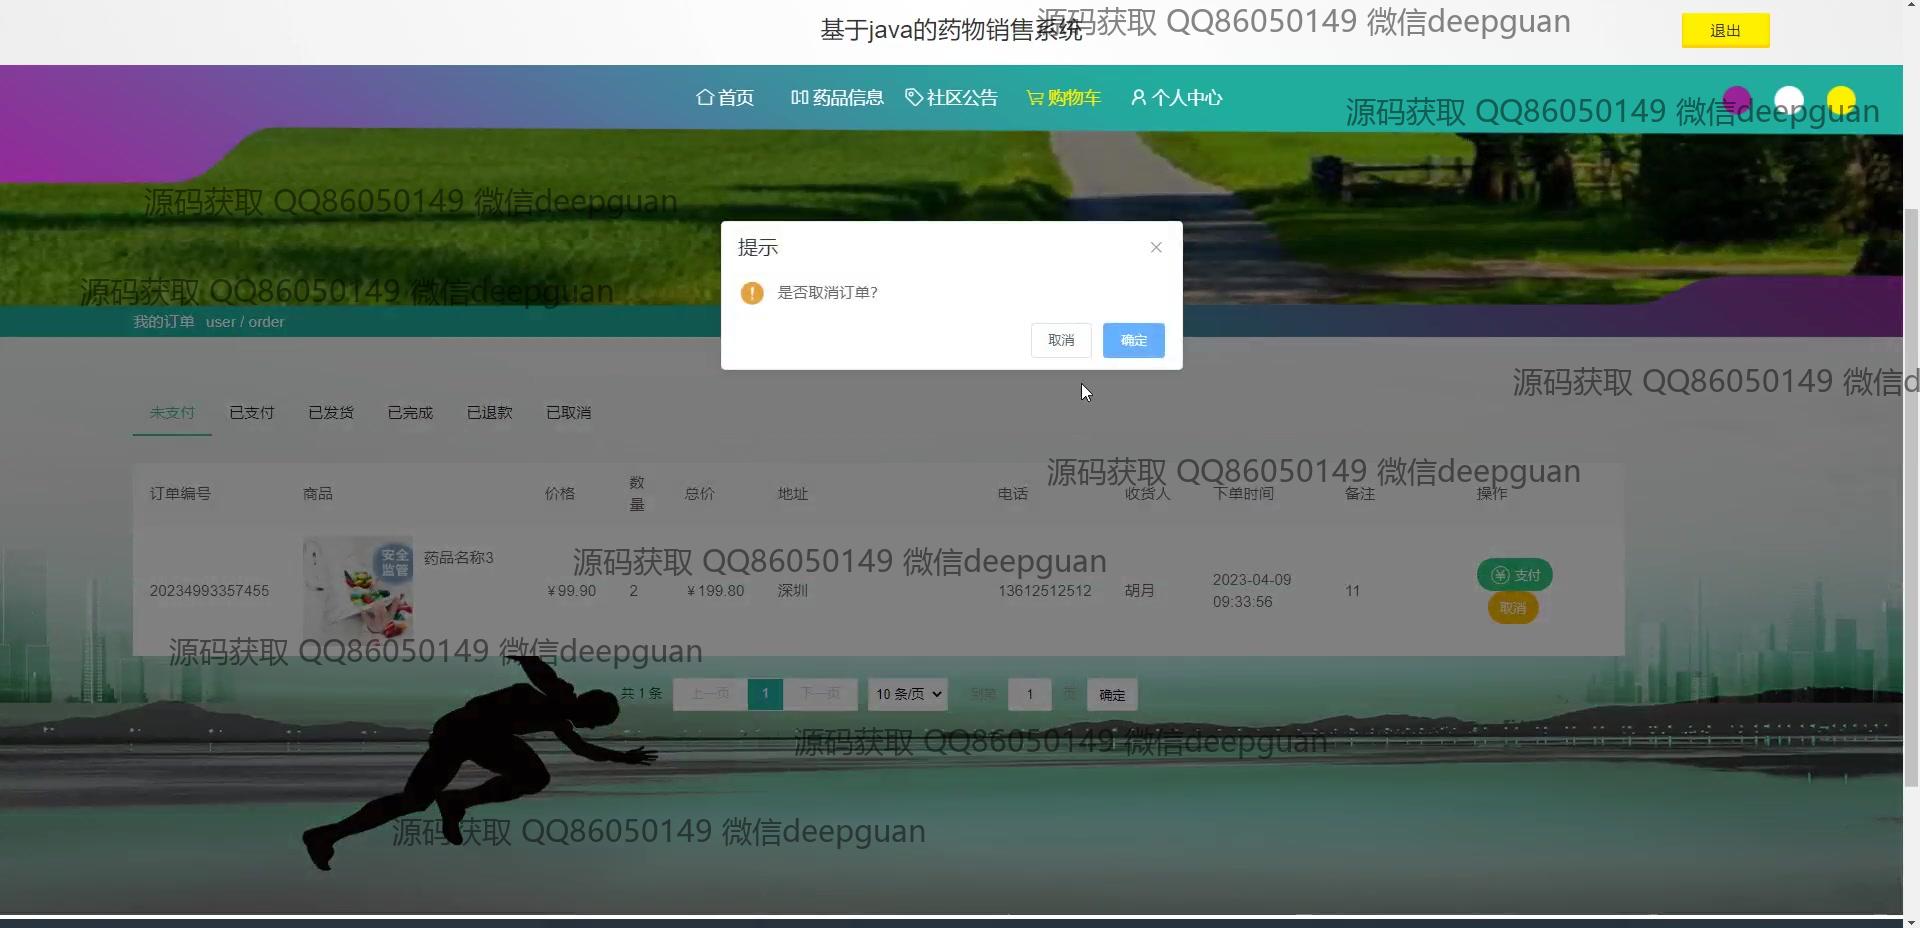 基于java的药物销售系统
源码获取 QQ86050149 微信deepguan
退出
首页 药品信息 社区公告 购物车 个人中心
源码获取 QQ86050149 微信deepguan
源码获取 QQ86050149 微信deepguan
提示
是否取消订单?
源码获取 QQ86050149 微信deepguan
我的订单 user / order
取消 确定
源码获取 QQ86050149 微信d
未支付 已支付 已发货 已完成 已退款 已取消
源码获取 QQ86050149 微信deepguan
订单编号 商品 价格 数量 总价 地址 电话 收货人 下单时间 备注 操作
安全
监管
药品名称3
源码获取 QQ86050149 微信deepguan
20234993357455 ￥99.90 2 ￥199.80 深圳 13612512512 胡月 2023-04-09 09:33:56 11
支付
取消
源码获取 QQ86050149 微信deepguan
共 1 条 上一页 1 下一页 10 条/页 到第 1 页 确定
源码获取 QQ86050149 微信deepguan
源码获取 QQ86050149 微信deepguan